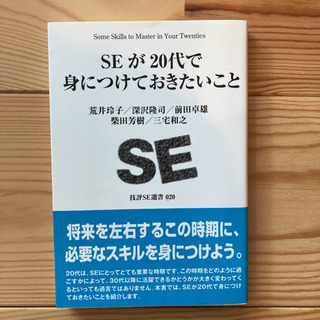 Some Skills to Master in Your Twenties
SEが20代で
身につけておきたいこと
荒井玲子／深沢隆司／前田卓雄
柴田芳樹／三宅和之
SE
技評SE選書 020
将来を左右するこの時期に、
必要なスキルを身につけよう。
20代は、SEにとってとても重要な時期です。この時期をどのように過
ごすかによって、30代以降に活躍できるかどうかが大きく変わってく
るといっても過言ではありません。本書では、SEが20代で身につけ
ておきたいことを紹介します。